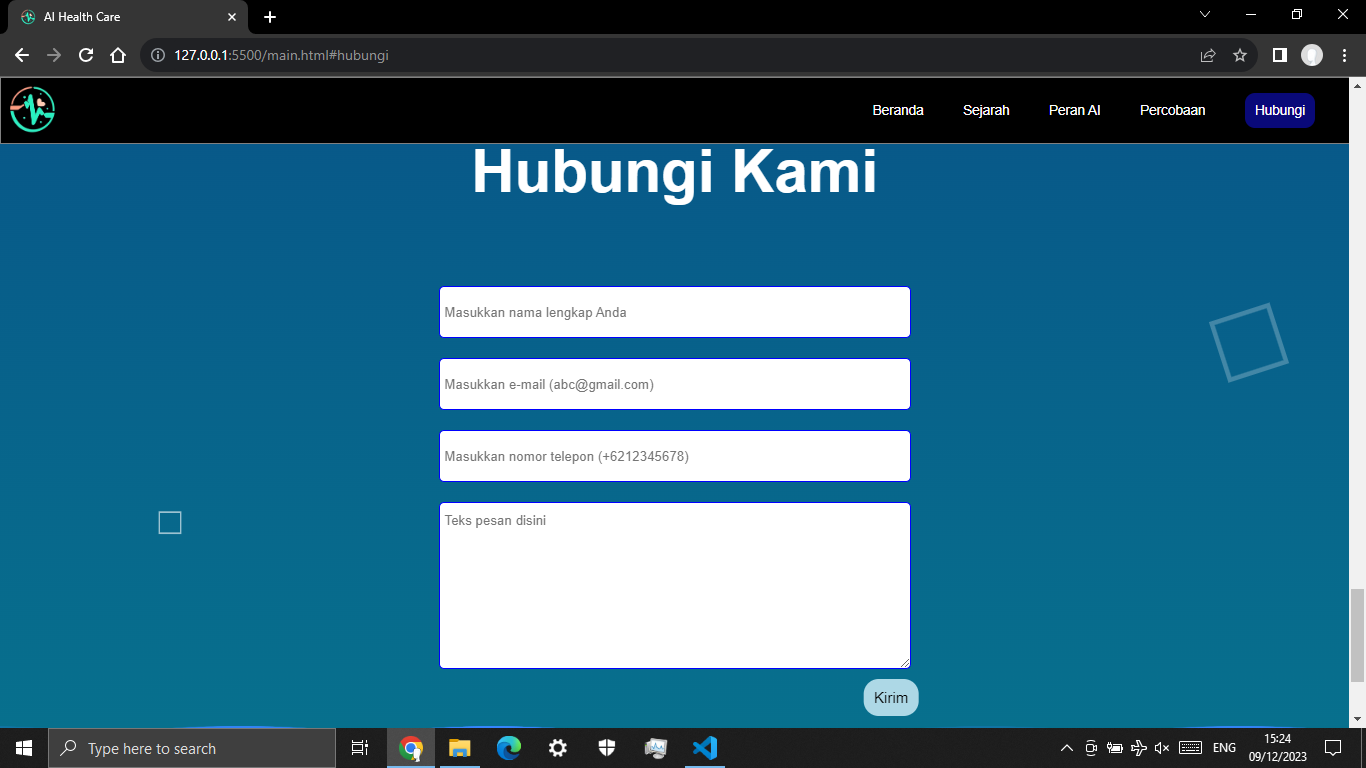 AI Health Care
127.0.0.1:5500/main.html#hubungi
Beranda Sejarah Peran AI Percobaan Hubungi
Hubungi Kami
Masukkan nama lengkap Anda
Masukkan e-mail (abc@gmail.com)
Masukkan nomor telepon (+6212345678)
Teks pesan disini
Kirim
Type here to search
ENG
15:24
09/12/2023